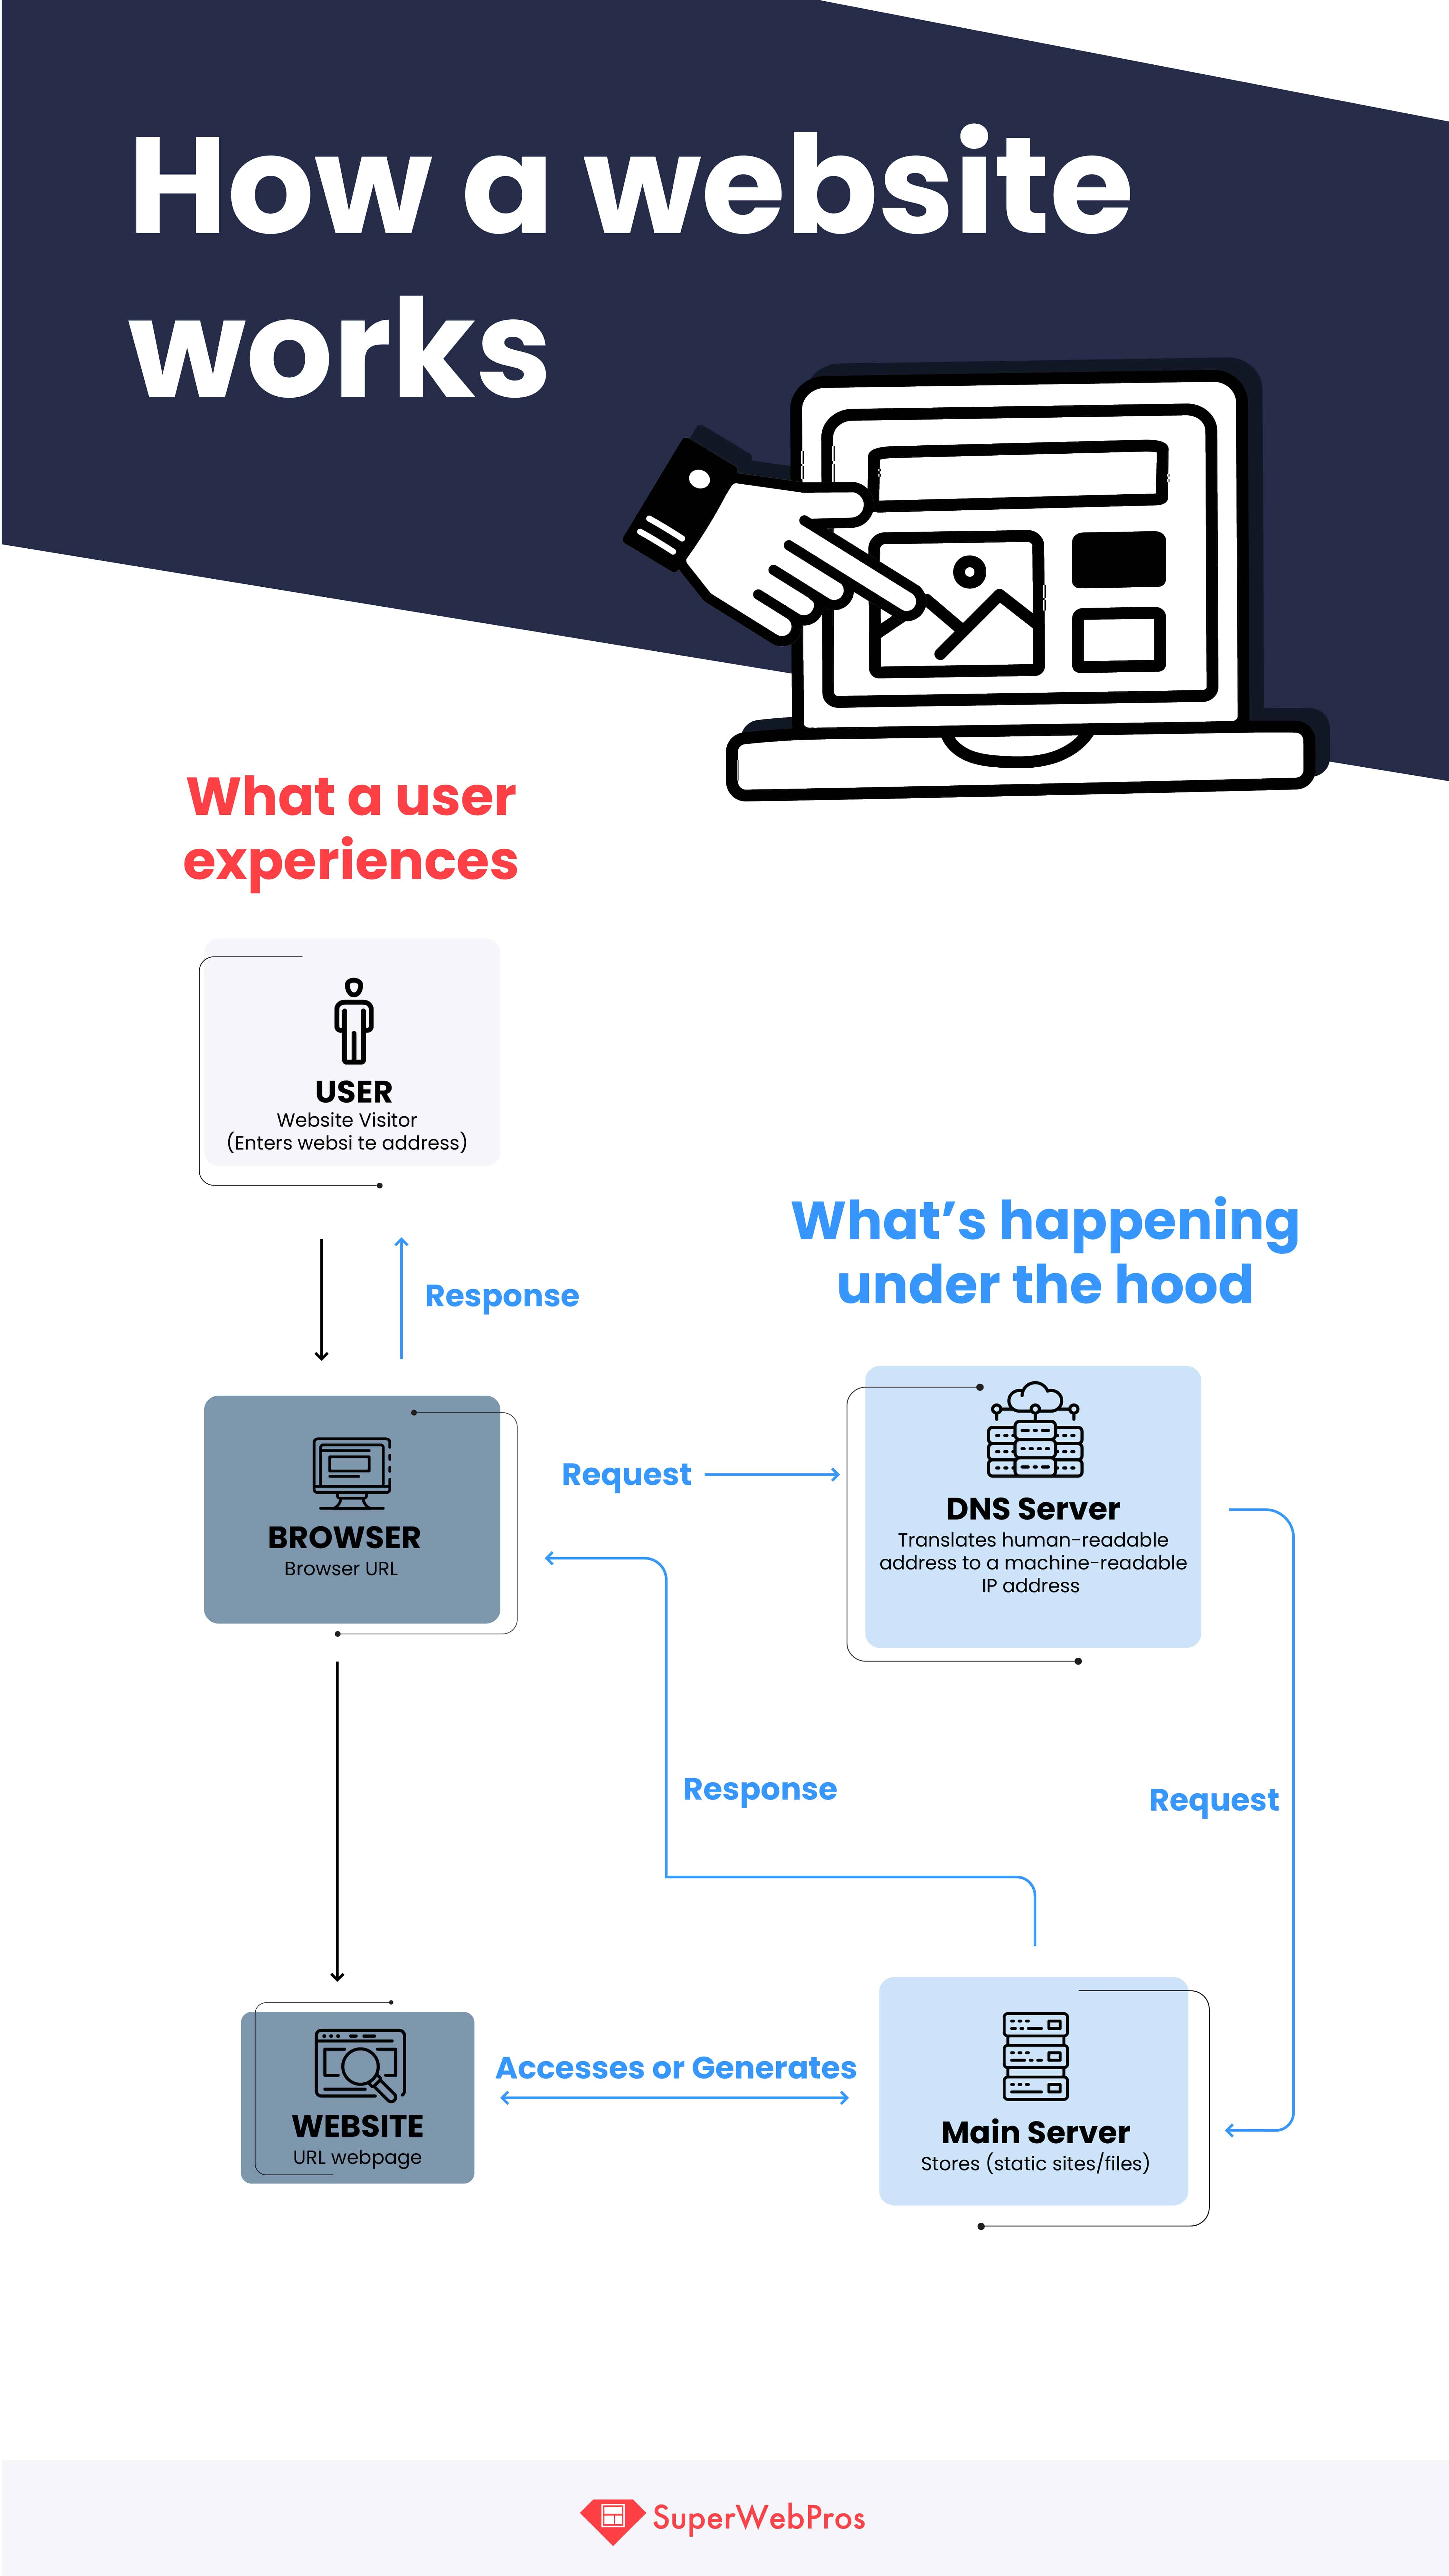 How a website
works
What a user
experiences
USER
Website Visitor
(Enters websi te address)
Response
What's happening
under the hood
BROWSER
Browser URL
Request
DNS Server
Translates human-readable
address to a machine-readable
IP address
Response
Request
WEBSITE
URL webpage
Accesses or Generates
Main Server
Stores (static sites/files)
SuperWebPros